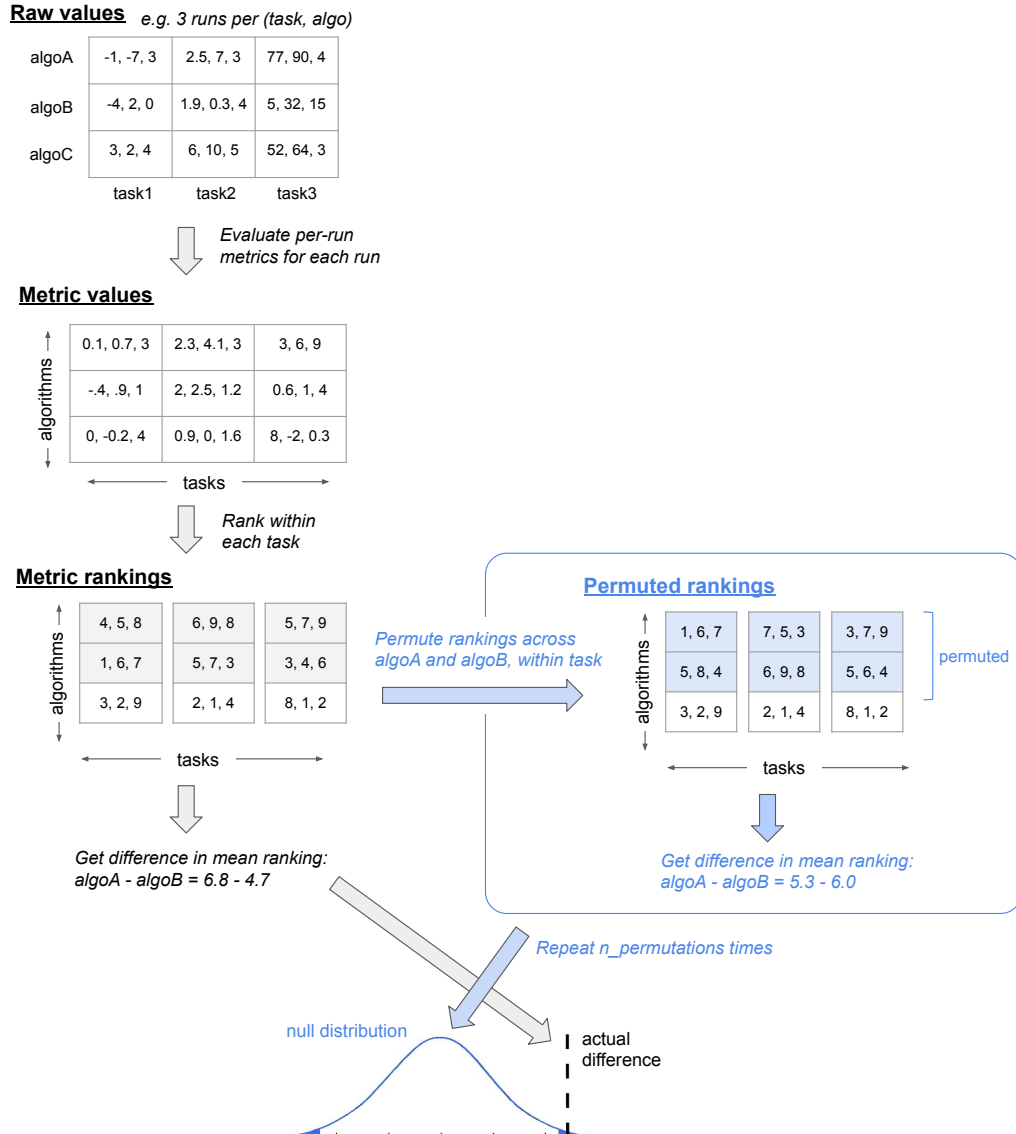 Raw values e.g. 3 runs per (task, algo)
algoA -1, -7, 3 2.5, 7, 3 77, 90, 4
algoB -4, 2, 0 1.9, 0.3, 4 5, 32, 15
algoC 3, 2, 4 6, 10, 5 52, 64, 3
task1 task2 task3
Evaluate per-run
metrics for each run
Metric values
algorithms
0.1, 0.7, 3 2.3, 4.1, 3 3, 6, 9
-.4, .9, 1 2, 2.5, 1.2 0.6, 1, 4
0, -0.2, 4 0.9, 0, 1.6 8, -2, 0.3
tasks
Rank within
each task
Metric rankings
algorithms
4, 5, 8 6, 9, 8 5, 7, 9
1, 6, 7 5, 7, 3 3, 4, 6
3, 2, 9 2, 1, 4 8, 1, 2
tasks
Permute rankings across
algoA and algoB, within task
Permuted rankings
algorithms
1, 6, 7 7, 5, 3 3, 7, 9
5, 8, 4 6, 9, 8 5, 6, 4
3, 2, 9 2, 1, 4 8, 1, 2
permuted
tasks
Get difference in mean ranking:
algoA - algoB = 6.8 - 4.7
Get difference in mean ranking:
algoA - algoB = 5.3 - 6.0
Repeat n_permutations times
null distribution
actual
difference